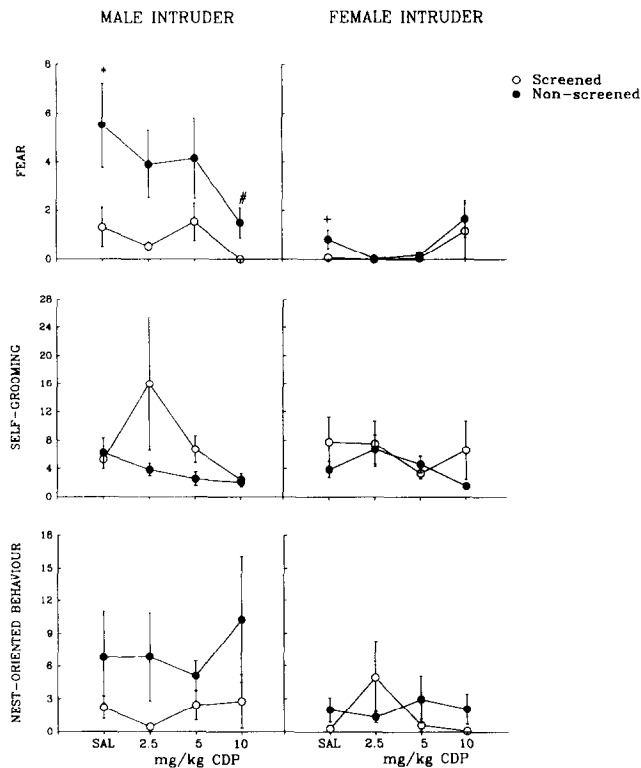 MALE INTRUDER
FEMALE INTRUDER
Screened
Non-screened
FEAR
8
6
4
2
0
*
#
+
SELF-GROOMING
28
24
20
16
12
8
4
0
NEST-ORIENTED BEHAVIOUR
18
15
12
9
6
3
0
SAL 2.5 5 10
mg/kg CDP
SAL 2.5 5 10
mg/kg CDP